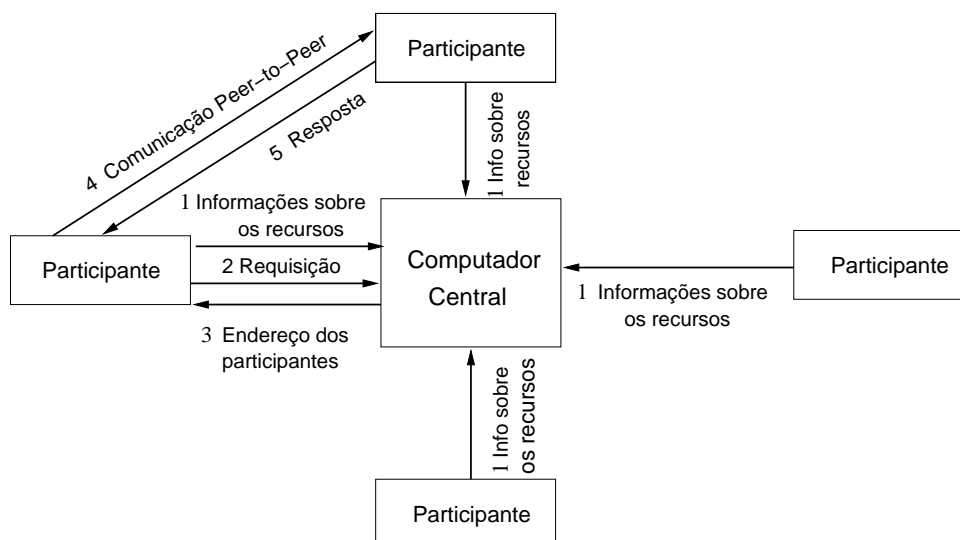 Participante
4 Comunicação Peer–to–Peer
5 Resposta
1 Info sobre
recursos
1 Informações sobre
os recursos
Participante
2 Requisição
3 Endereço dos
participantes
Computador
Central
Participante
1 Informações sobre
os recursos
1 Info sobre
os recursos
Participante